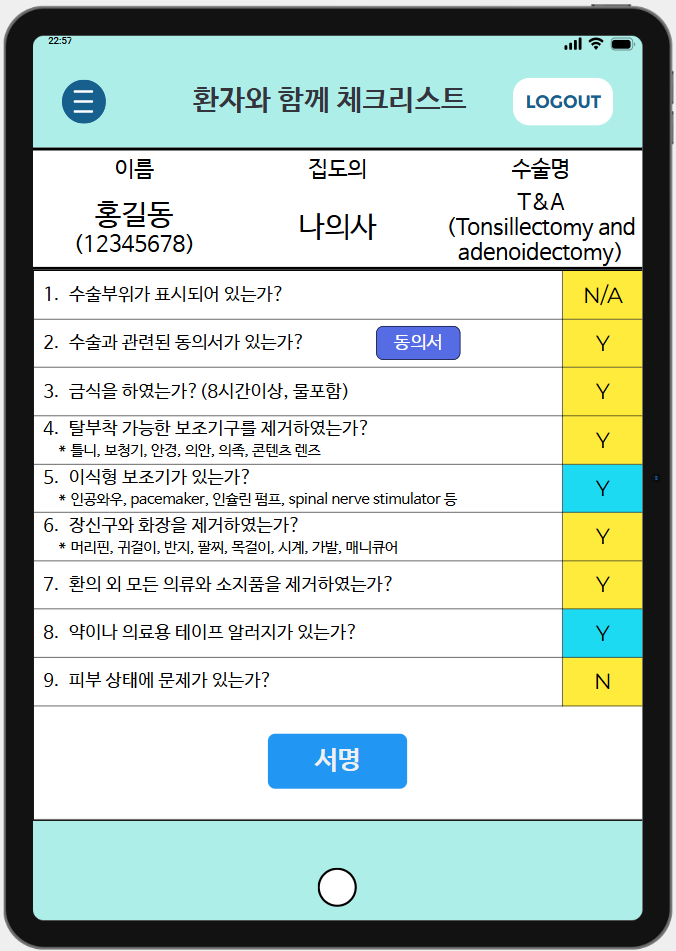 22:57
환자와 함께 체크리스트
LOGOUT
이름 집도의 수술명
홍길동
(12345678)
나의사
T & A
(Tonsillectomy and
adenoidectomy)
1. 수술부위가 표시되어 있는가? N/A
2. 수술과 관련된 동의서가 있는가? 동의서 Y
3. 금식을 하였는가? (8시간이상, 물포함) Y
4. 탈부착 가능한 보조기구를 제거하였는가? Y
* 틀니, 보청기, 안경, 의안, 의족, 콘텐츠 렌즈
5. 이식형 보조기가 있는가? Y
* 인공와우, pacemaker, 인슐린 펌프, spinal nerve stimulator 등
6. 장신구와 화장을 제거하였는가? Y
* 머리핀, 귀걸이, 반지, 팔찌, 목걸이, 시계, 가발, 매니큐어
7. 환의 외 모든 의류와 소지품을 제거하였는가? Y
8. 약이나 의료용 테이프 알러지가 있는가? Y
9. 피부 상태에 문제가 있는가? N
서명